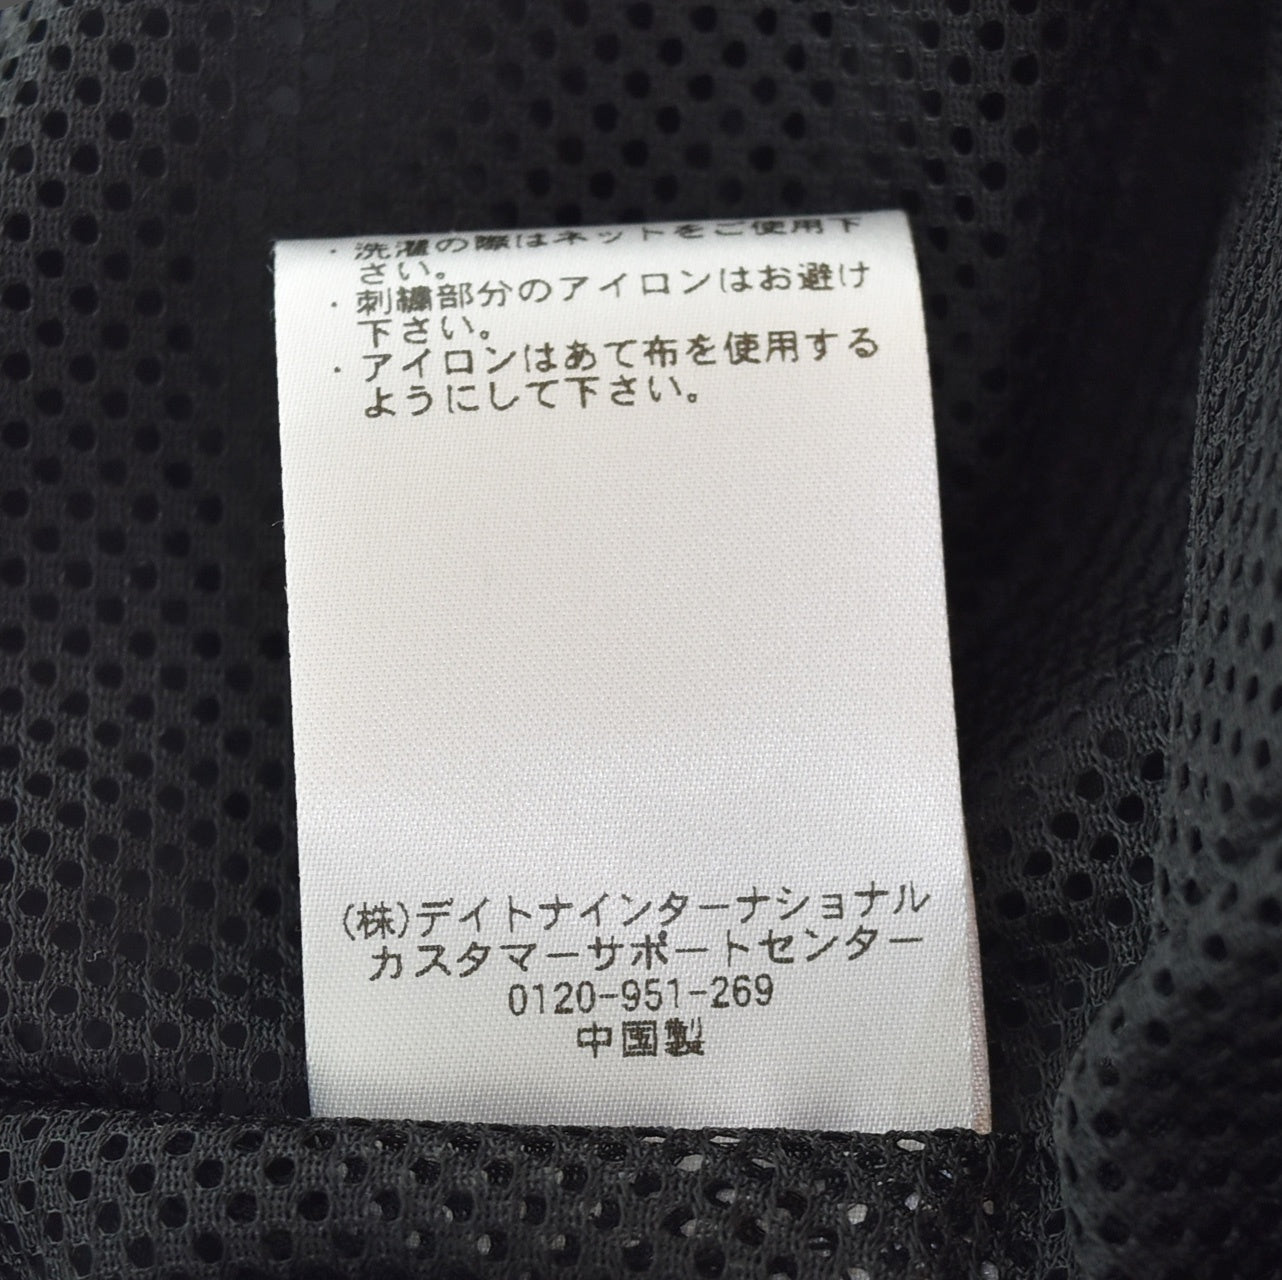 ・洗濯の際はネットをご使用下
さい。
・刺繍部分のアイロンはお避け
下さい。
・アイロンはあて布を使用する
ようにして下さい。
(株)デイトナインターナショナル
カスタマーサポートセンター
0120-951-269
中国製